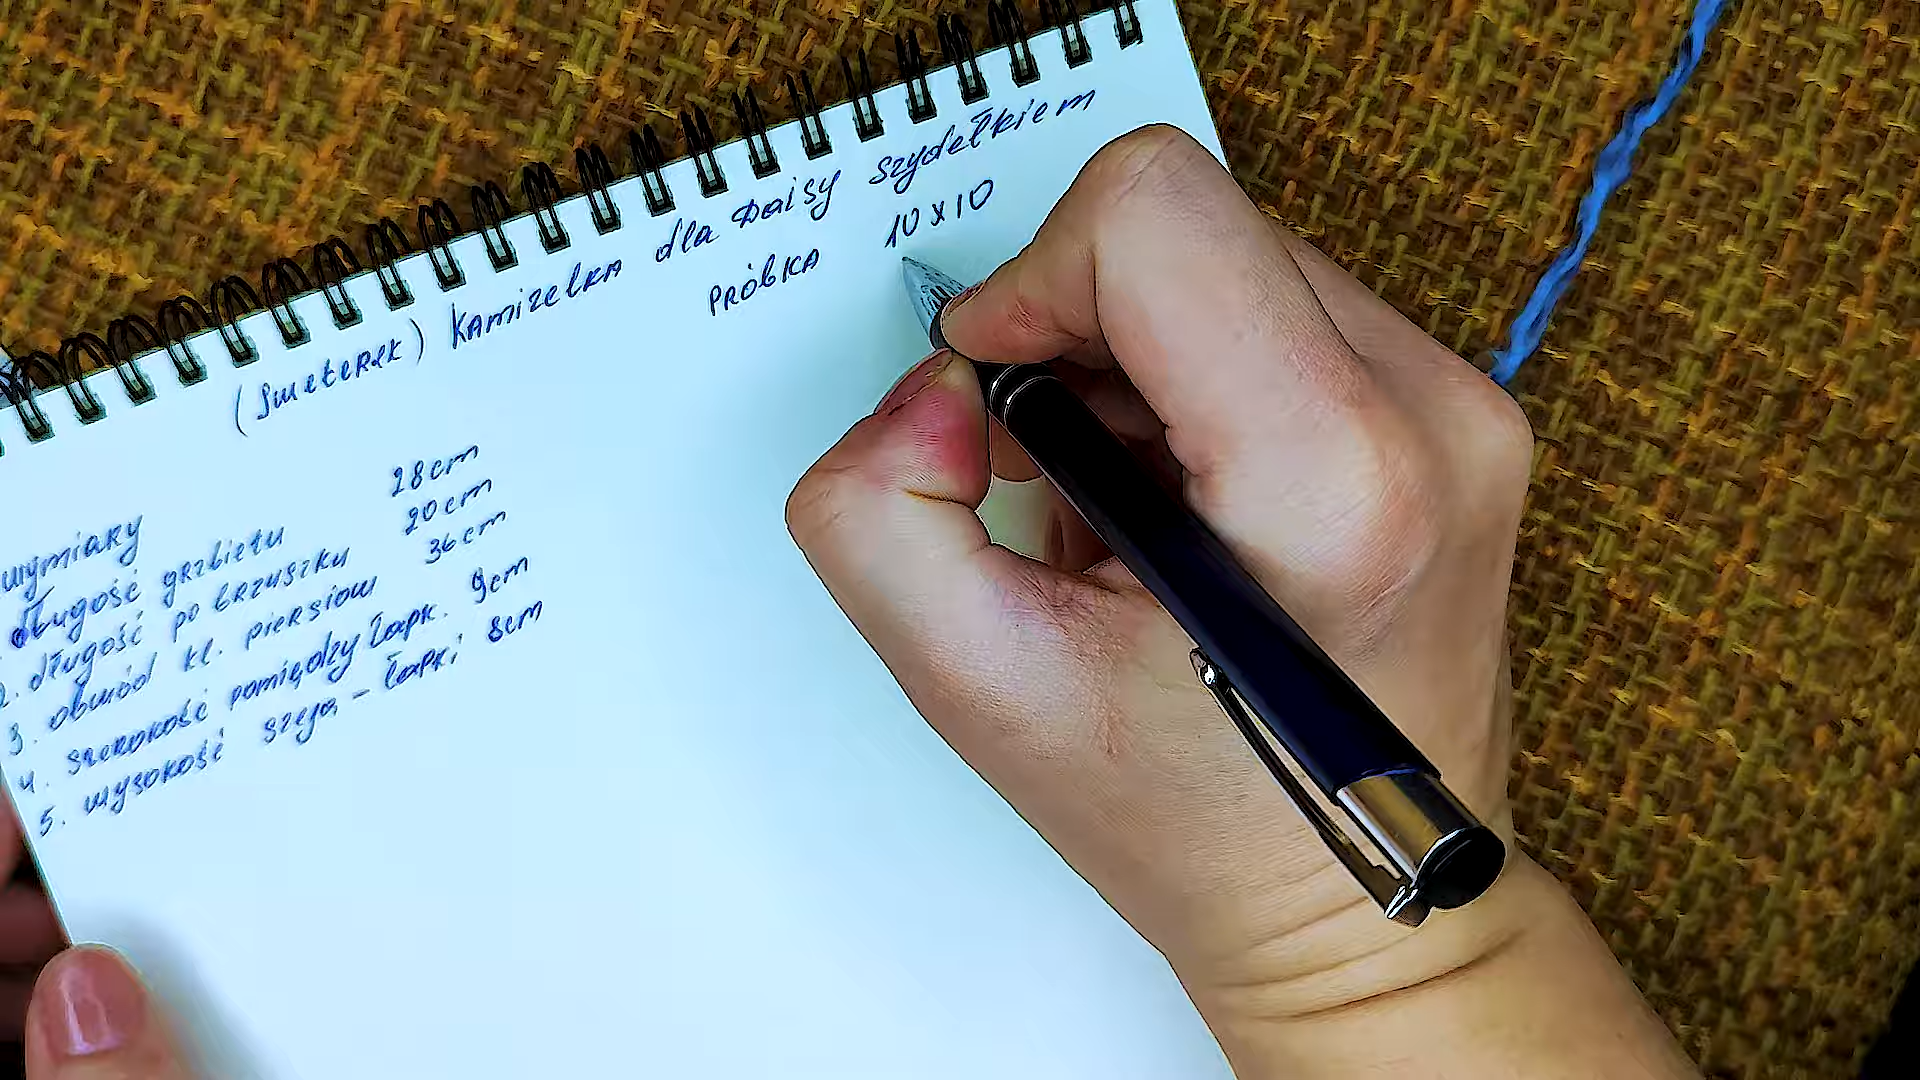 (sweterek) kamizelka dla Daisy szydełkiem
PRÓBKA 10 x 10
wymiary
długość grzbietu 28cm
2. długość po brzuszku 20cm
3. obwód kl. piersiow 36cm
4. szerokość pomiędzy łapk. 9cm
5. wysokość szyja - łapki 8cm